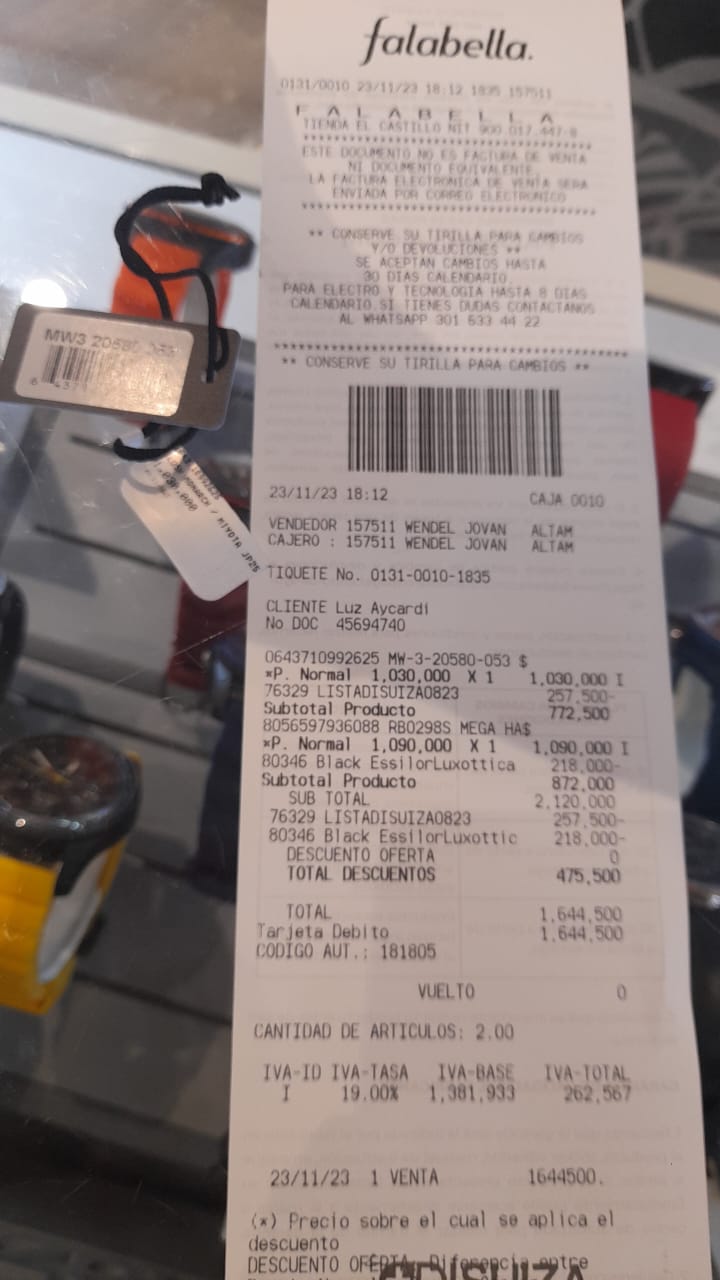 falabella.
0131/0010 23/11/23 18:12 1835 157511
F A L A B E L L A
TIENDA EL CASTILLO NIT 900.017.447-8
ESTE DOCUMENTO NO ES FACTURA DE VENTA
NI DOCUMENTO EQUIVALENTE
LA FACTURA ELECTRONICA DE VENTA SERA
ENVIADA POR CORREO ELECTRONICO
** CONSERVE SU TIRILLA PARA CAMBIOS
Y/O DEVOLUCIONES **
SE ACEPTAN CAMBIOS HASTA
30 DIAS CALENDARIO
PARA ELECTRO Y TECNOLOGIA HASTA 8 DIAS
CALENDARIO SI TIENES DUDAS CONTACTANOS
AL WHATSAPP 301 633 44 22
** CONSERVE SU TIRILLA PARA CAMBIOS **
23/11/23 18:12 CAJA 0010
VENDEDOR 157511 WENDEL JOVAN ALTAM
CAJERO : 157511 WENDEL JOVAN ALTAM
TIQUETE No. 0131-0010-1835
CLIENTE Luz Aycardi
No DOC 45694740
0643710992625 MW-3-20580-053 $
*P. Normal 1,030,000 X 1 1,030,000 I
76329 LISTADISUIZA0823 257,500-
Subtotal Producto 772,500
8056597936088 RB0298S MEGA HA$
*P. Normal 1,090,000 X 1 1,090,000 I
80346 Black EssilorLuxottica 218,000-
Subtotal Producto 872,000
SUB TOTAL 2,120,000
76329 LISTADISUIZA0823 257,500-
80346 Black EssilorLuxottic 218,000-
DESCUENTO OFERTA 0
TOTAL DESCUENTOS 475,500
TOTAL 1,644,500
Tarjeta Debito 1,644,500
CODIGO AUT.: 181805
VUELTO 0
CANTIDAD DE ARTICULOS: 2.00
IVA-ID IVA-TASA IVA-BASE IVA-TOTAL
I 19.00% 1,381,933 262,567
23/11/23 1 VENTA 1644500.
(*) Precio sobre el cual se aplica el
descuento
DESCUENTO OFERTA Diferencia entre
MW3
MONARCH / MIYOTA JP25